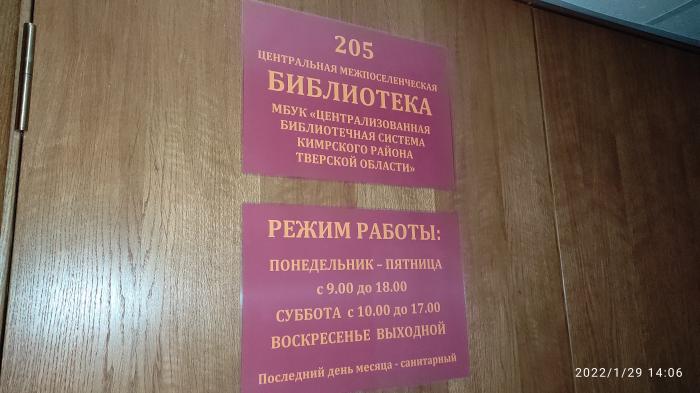 205
ЦЕНТРАЛЬНАЯ МЕЖПОСЕЛЕНЧЕСКАЯ
БИБЛИОТЕКА
МБУК «ЦЕНТРАЛИЗОВАННАЯ
БИБЛИОТЕЧНАЯ СИСТЕМА
КИМРСКОГО РАЙОНА
ТВЕРСКОЙ ОБЛАСТИ»
РЕЖИМ РАБОТЫ:
ПОНЕДЕЛЬНИК – ПЯТНИЦА
с 9.00 до 18.00
СУББОТА с 10.00 до 17.00
ВОСКРЕСЕНЬЕ ВЫХОДНОЙ
Последний день месяца - санитарный
2022/1/29 14:06